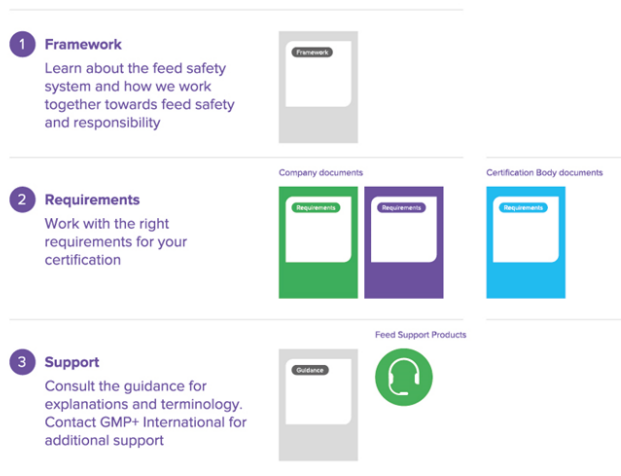 1 Framework
Framework
Learn about the feed safety
system and how we work
together towards feed safety
and responsibility
Company documents
Certification Body documents
2 Requirements
Requirements
Requirements
Requirements
Work with the right
requirements for your
certification
Feed Support Products
3 Support
Guidance
Consult the guidance for
explanations and terminology.
Contact GMP+ International for
additional support